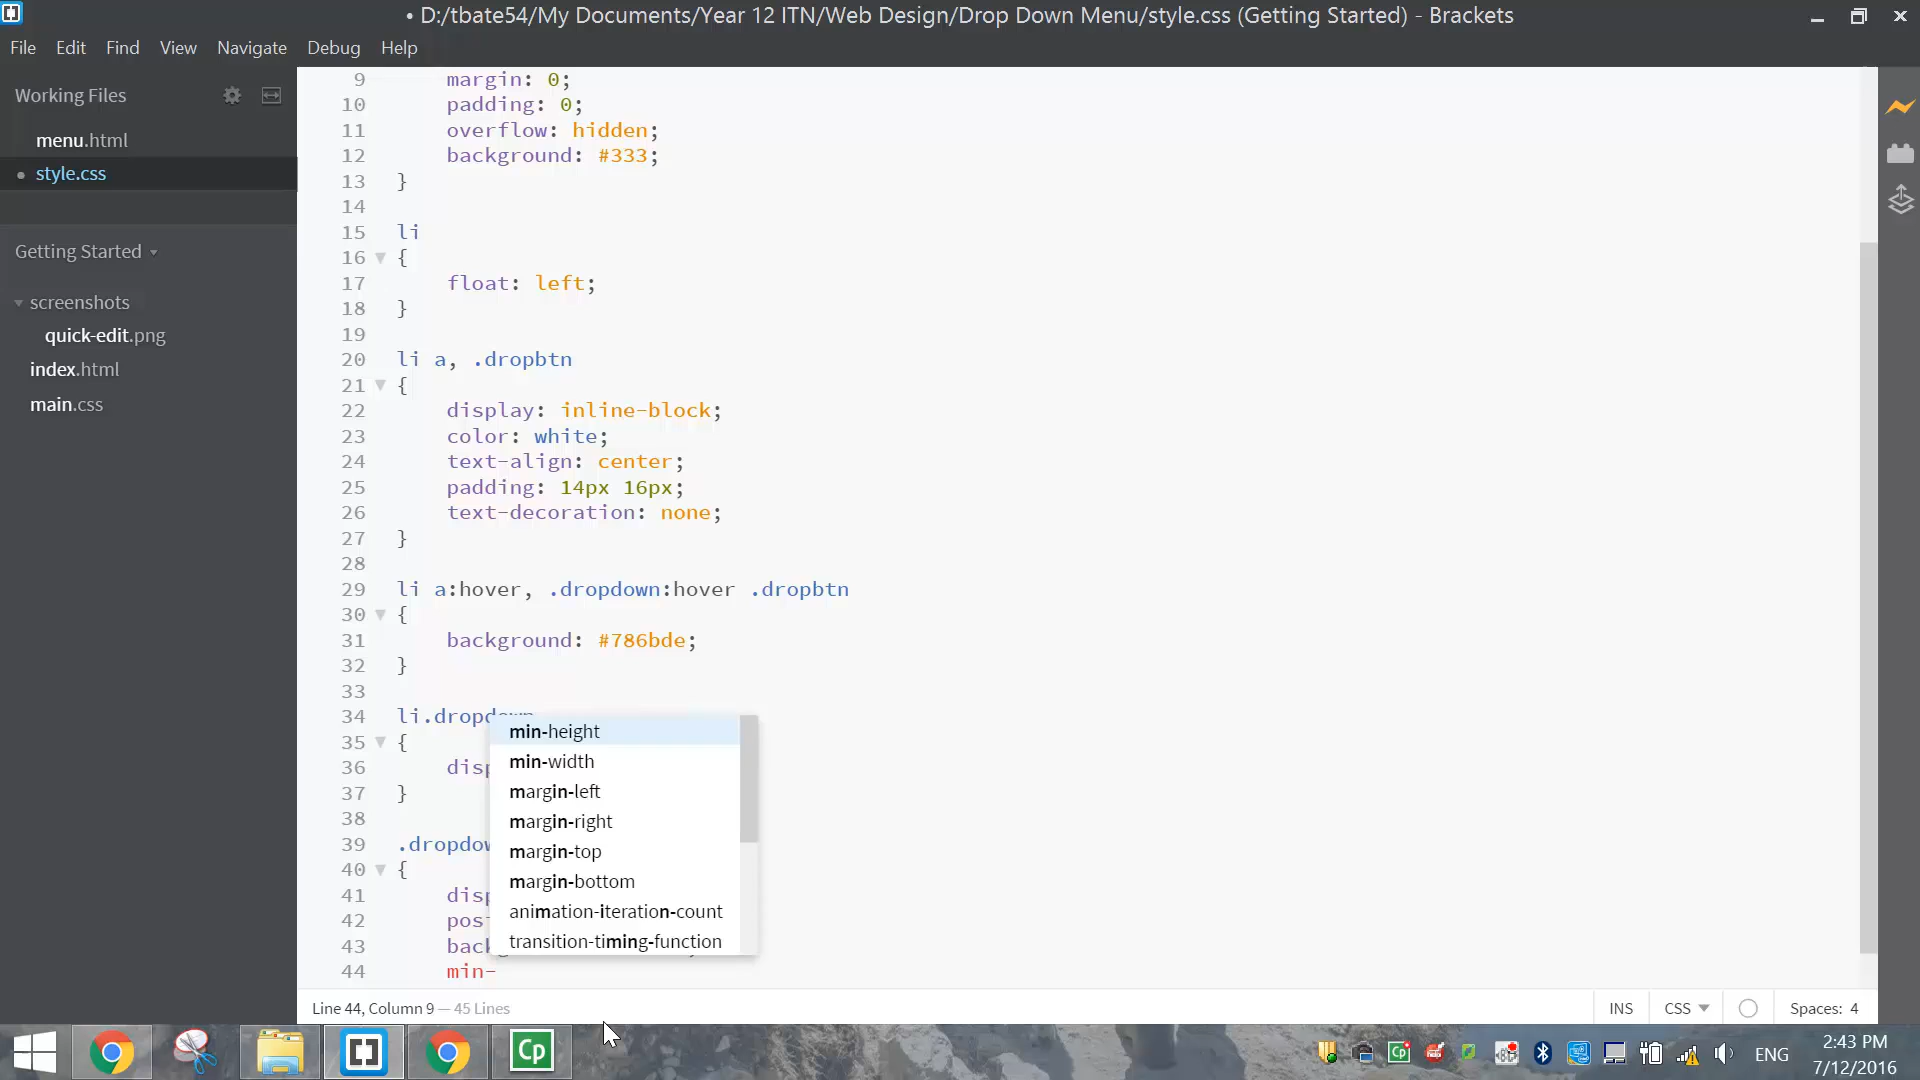 • D:/tbate54/My Documents/Year 12 ITN/Web Design/Drop Down Menu/style.css (Getting Started) - Brackets
File Edit Find View Navigate Debug Help
Working Files
menu.html
• style.css
Getting Started
screenshots
quick-edit.png
index.html
main.css
9 margin: 0;
10 padding: 0;
11 overflow: hidden;
12 background: #333;
13 }
14
15 li
16 {
17 float: left;
18 }
19
20 li a, .dropbtn
21 {
22 display: inline-block;
23 color: white;
24 text-align: center;
25 padding: 14px 16px;
26 text-decoration: none;
27 }
28
29 li a:hover, .dropdown:hover .dropbtn
30 {
31 background: #786bde;
32 }
33
34 li.dropdown
35 {
36 disp
37 }
38
39 .dropdow
40 {
41 disp
42 pos
43 back
44 min-
min-height
min-width
margin-left
margin-right
margin-top
margin-bottom
animation-iteration-count
transition-timing-function
Line 44, Column 9 — 45 Lines
INS CSS Spaces: 4
Cp
ENG
2:43 PM
7/12/2016